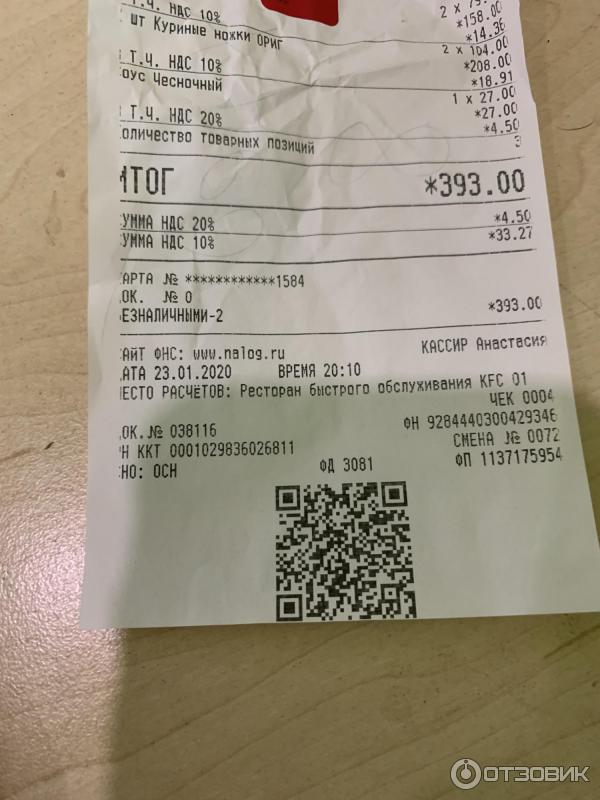 Т.Ч. НДС 10%
2 x 79.
*158.00
шт Куриные ножки ОРИГ
*14.36
2 x 104.00
Т.Ч. НДС 10%
*208.00
оус Чесночный
*18.91
1 x 27.00
Т.Ч. НДС 20%
*27.00
*4.50
оличество товарных позиций
3
ИТОГ *393.00
УММА НДС 20% *4.50
УММА НДС 10% *33.27
АРТА № ************1584
ОК. № 0
ЕЗНАЛИЧНЫМИ-2 *393.00
АЙТ ФНС: www.nalog.ru КАССИР Анастасия
АТА 23.01.2020 ВРЕМЯ 20:10
ЕСТО РАСЧЁТОВ: Ресторан быстрого обслуживания KFC 01
ЧЕК 0004
ОК.№ 038116 ФН 9284440300429346
Н ККТ 0001029836026811 СМЕНА № 0072
НО: ОСН ФД 3081 ФП 1137175954
ОТЗОВИК